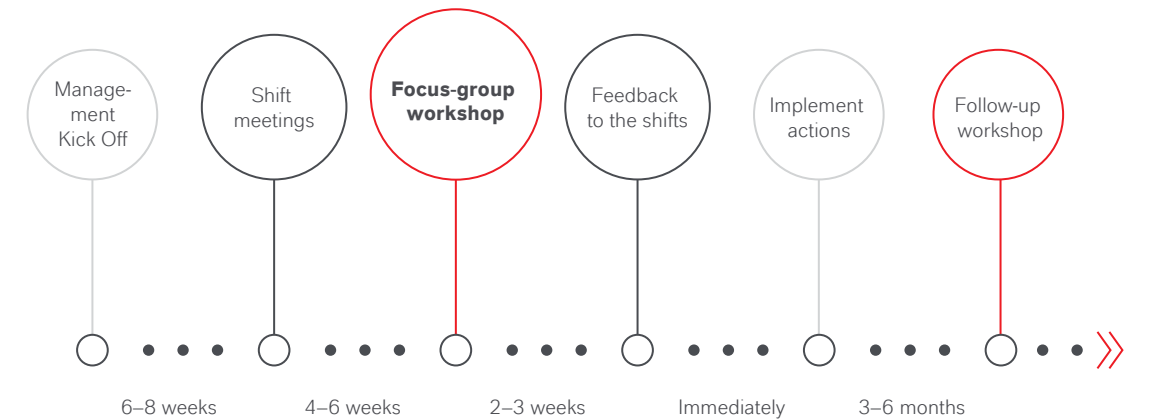 Manage-
ment
Kick Off
Shift
meetings
Focus-group
workshop
Feedback
to the shifts
Implement
actions
Follow-up
workshop
6–8 weeks
4–6 weeks
2–3 weeks
Immediately
3–6 months